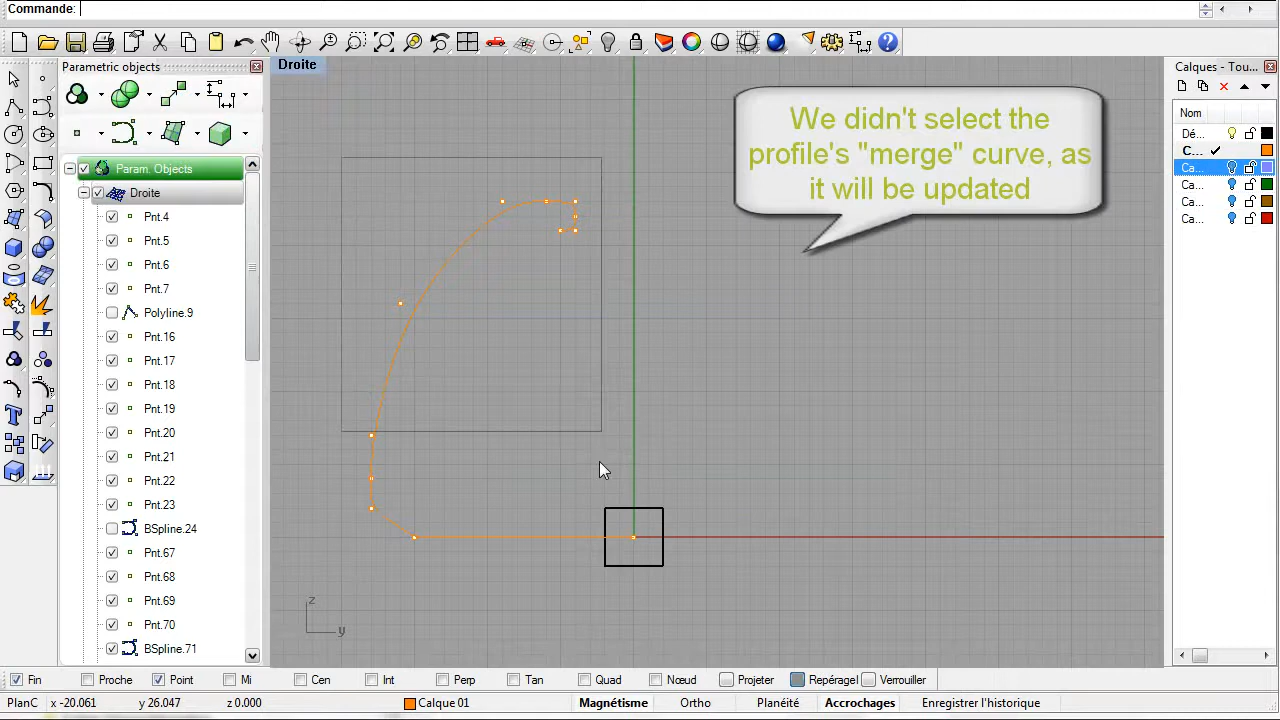 Commande:
Parametric objects
Droite
Calques - Tou...
Nom
Param. Objects
Droite
Pnt.4
Pnt.5
Pnt.6
Pnt.7
Polyline.9
Pnt.16
Pnt.17
Pnt.18
Pnt.19
Pnt.20
Pnt.21
Pnt.22
Pnt.23
BSpline.24
Pnt.67
Pnt.68
Pnt.69
Pnt.70
BSpline.71
We didn't select the
profile's "merge" curve, as
it will be updated
Dé...
C...
Ca...
Ca...
Ca...
Ca...
z
y
Fin Proche Point Mi Cen Int Perp Tan Quad Nœud Projeter Repéragel Verrouiller
PlanC x -20.061 y 26.047 z 0.000 Calque 01 Magnétisme Ortho Planéité Accrochages Enregistrer l'historique